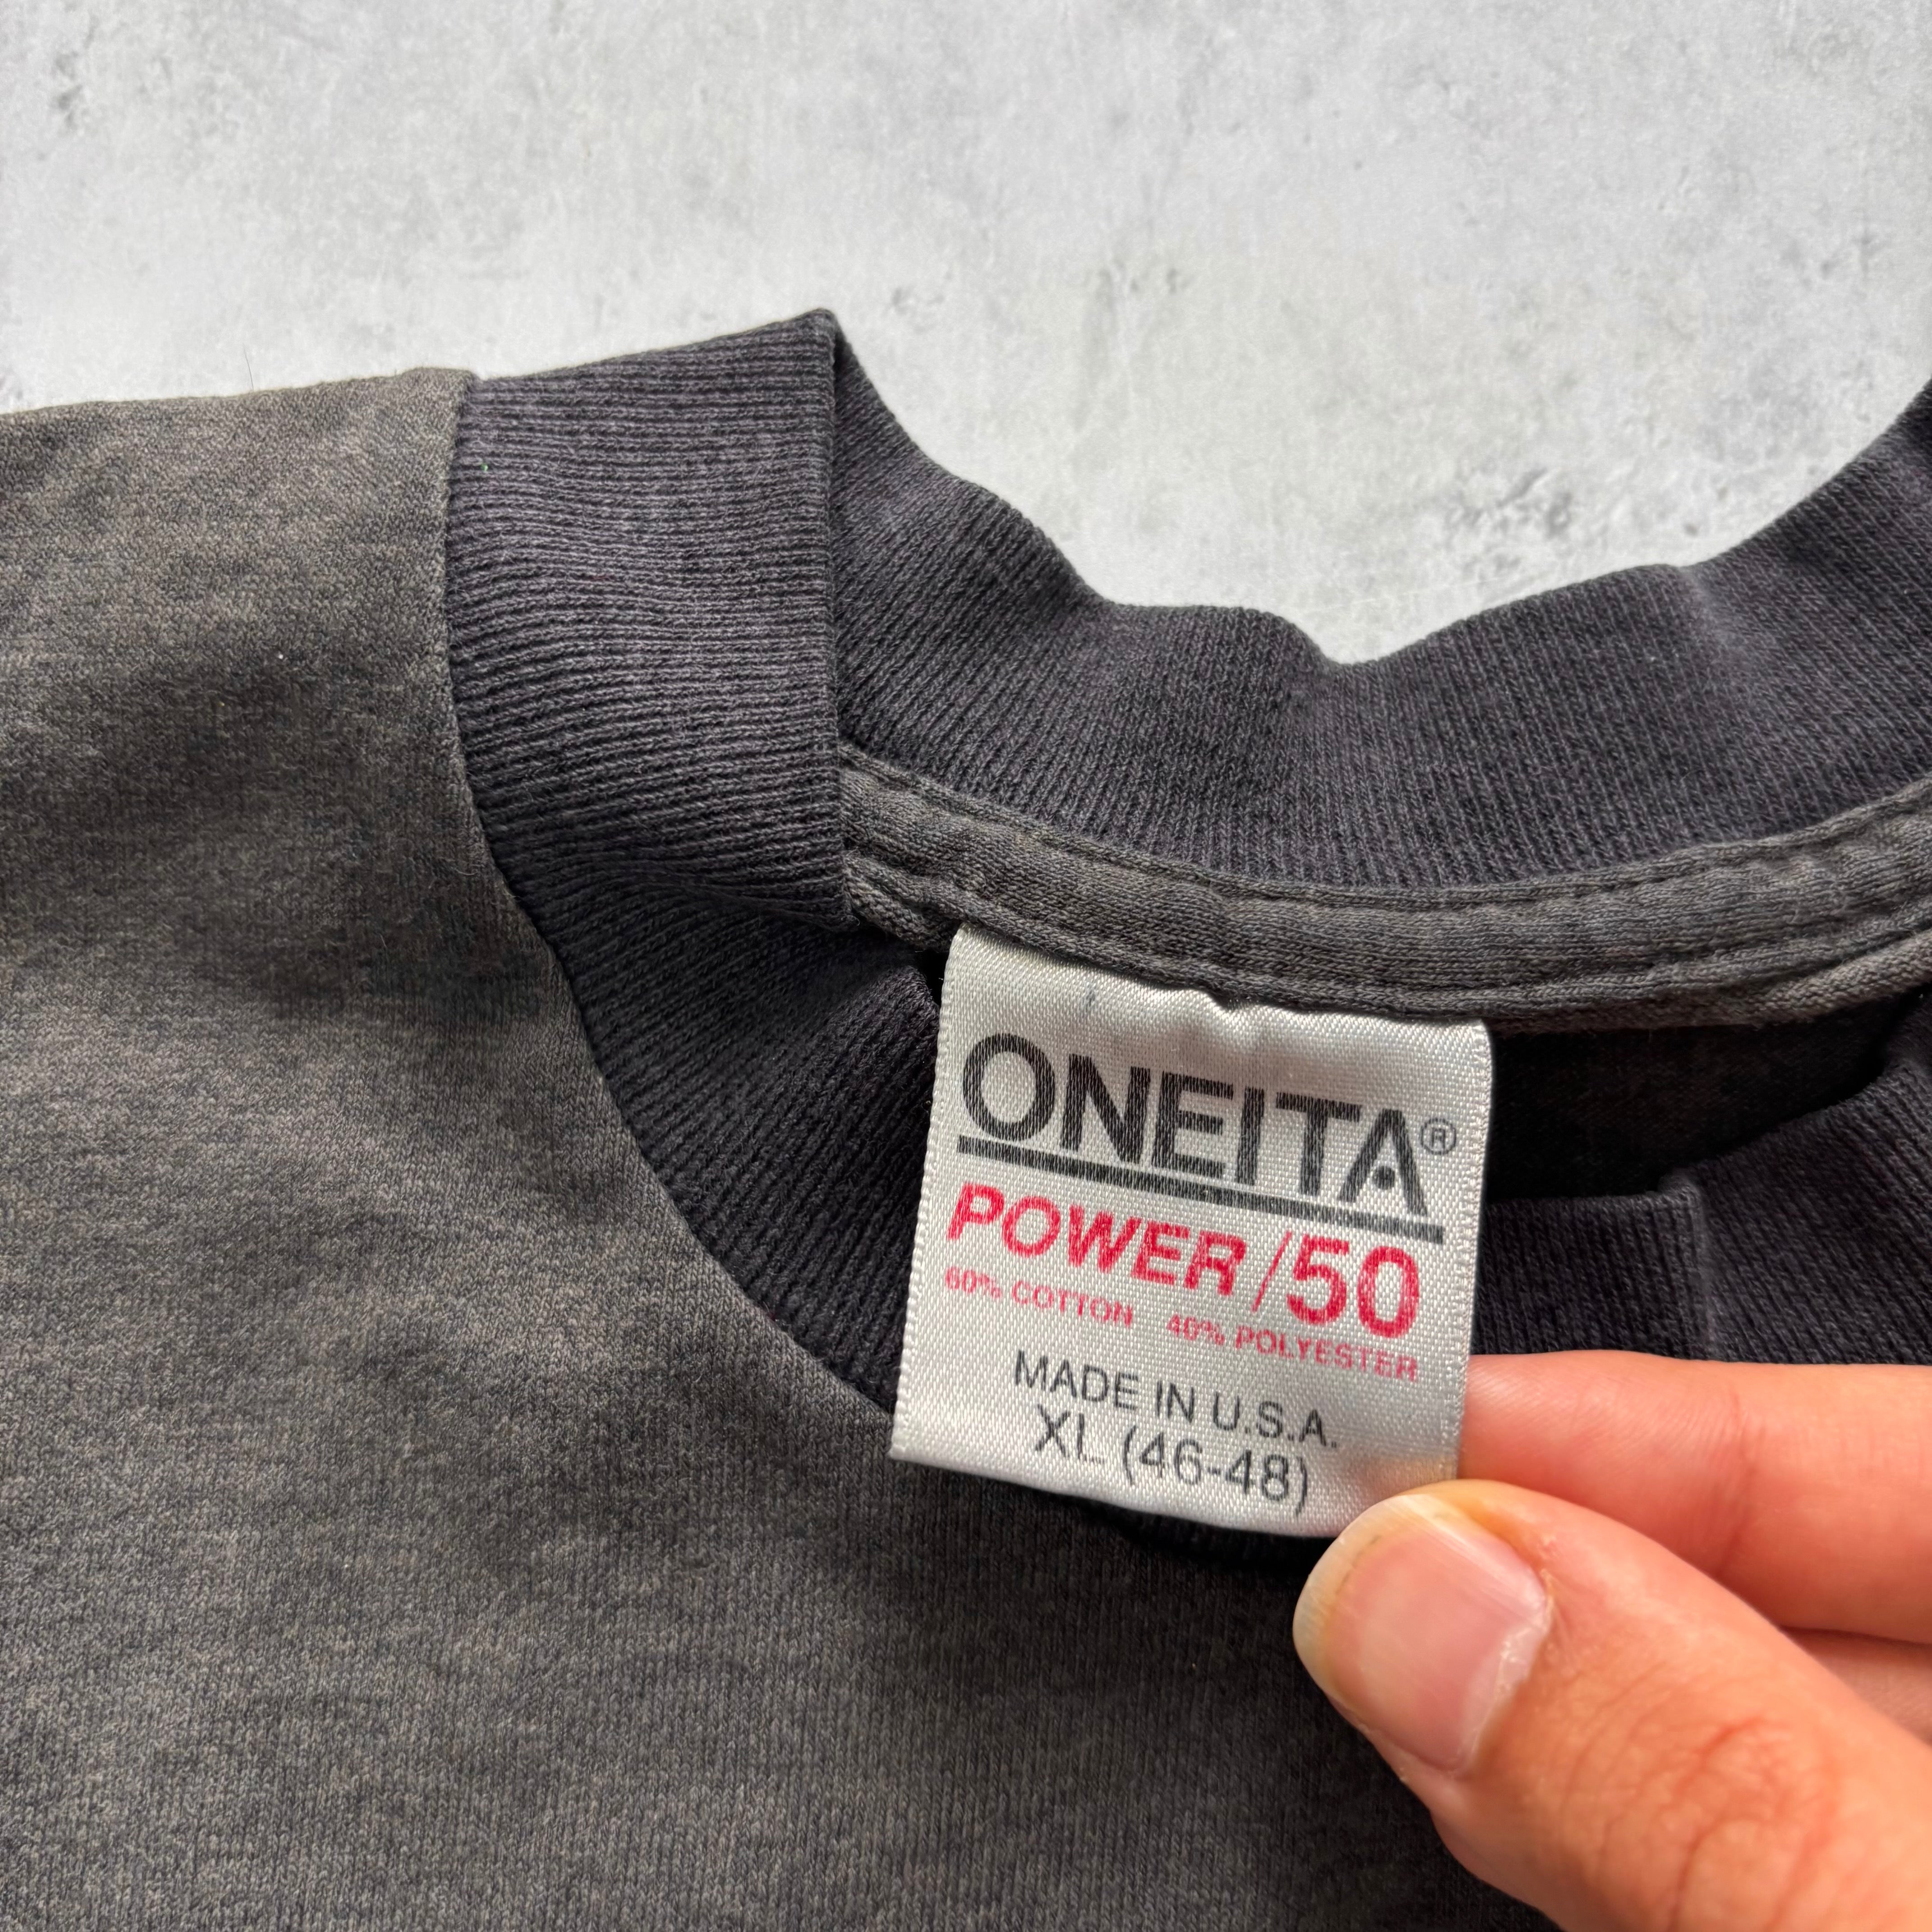 ONEITA®
POWER/50
60% COTTON 40% POLYESTER
MADE IN U.S.A.
XL (46-48)